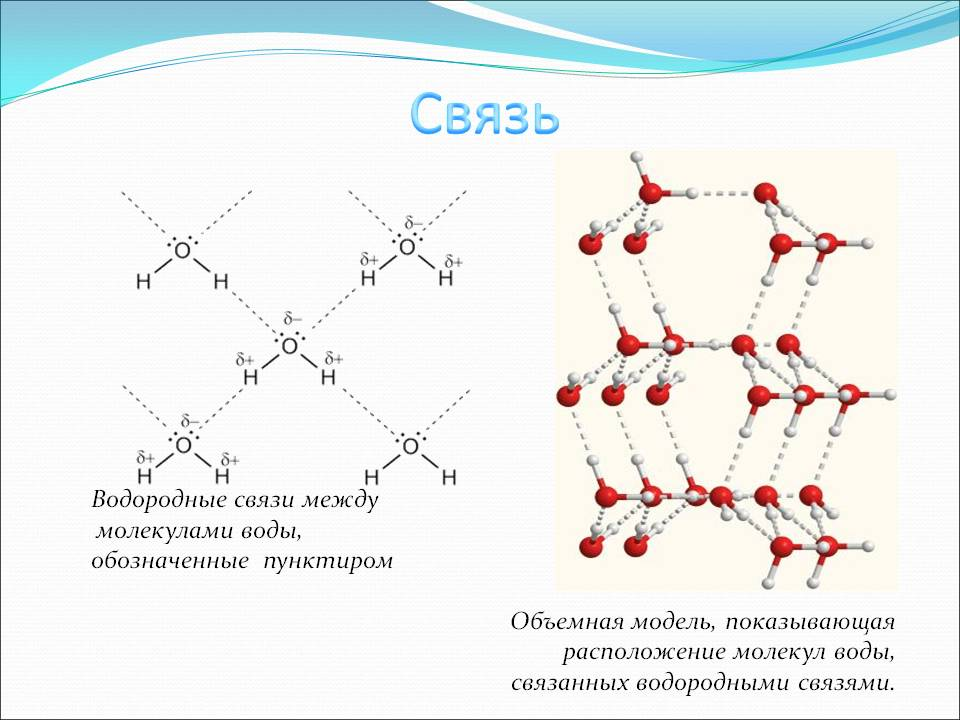 Связь
O
H H
δ–
O
δ+ δ+
H H
δ–
O
δ+ δ+
H H
δ–
O
δ+ δ+
H H
O
H H
Водородные связи между
молекулами воды,
обозначенные пунктиром
Объемная модель, показывающая
расположение молекул воды,
связанных водородными связями.